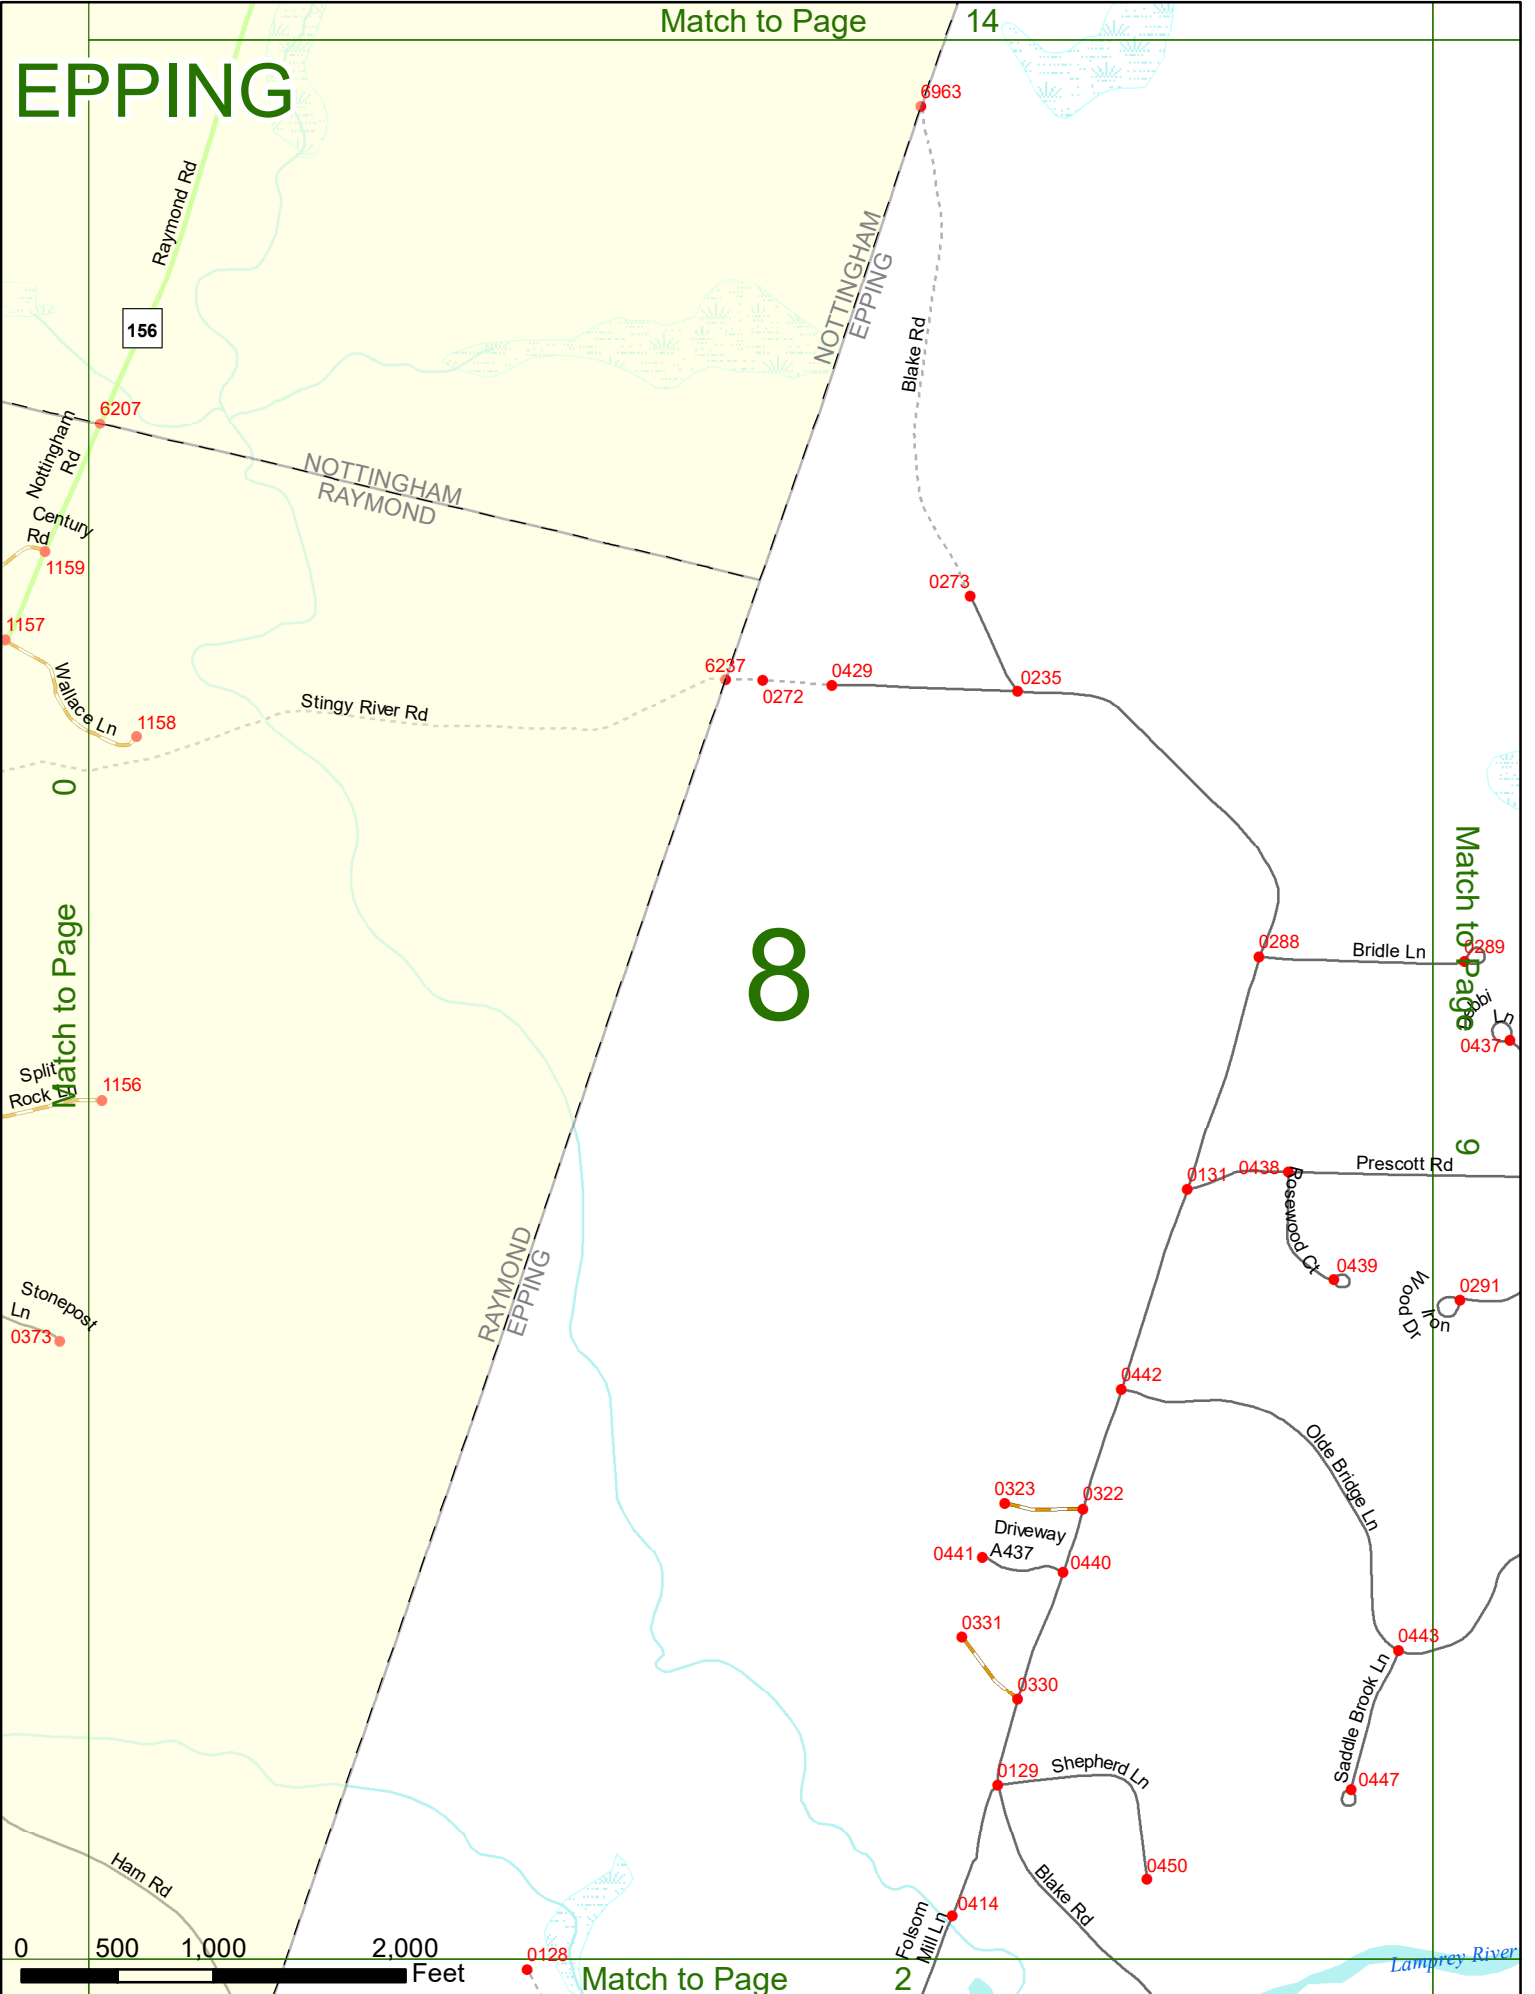 Match to Page 14
EPPING
6963
Raymond Rd
NOTTINGHAM
EPPING
156
Blake Rd
6207
Nottingham
Rd
NOTTINGHAM
RAYMOND
Century
Rd
1159
0273
1157
6237
0429
0235
0272
Wallace Ln
Stingy River Rd
1158
0
Match to Page
Match to Page
8
0288
Bridle Ln
0289
Ln
0437
Split
Rock Ln
1156
9
0131
0438
Prescott Rd
Rosewood Ct
RAYMOND
EPPING
0439
0291
Iron
Wood Dr
Stonepost
Ln
0373
0442
Olde Bridge Ln
0323
0322
Driveway
A437
0441
0440
0331
0443
0330
Saddle Brook Ln
0129
Shepherd Ln
0447
Ham Rd
0450
Blake Rd
0414
Folsom
Mill Ln
0 500 1,000 2,000
Feet
0128
Lamprey River
Match to Page 2